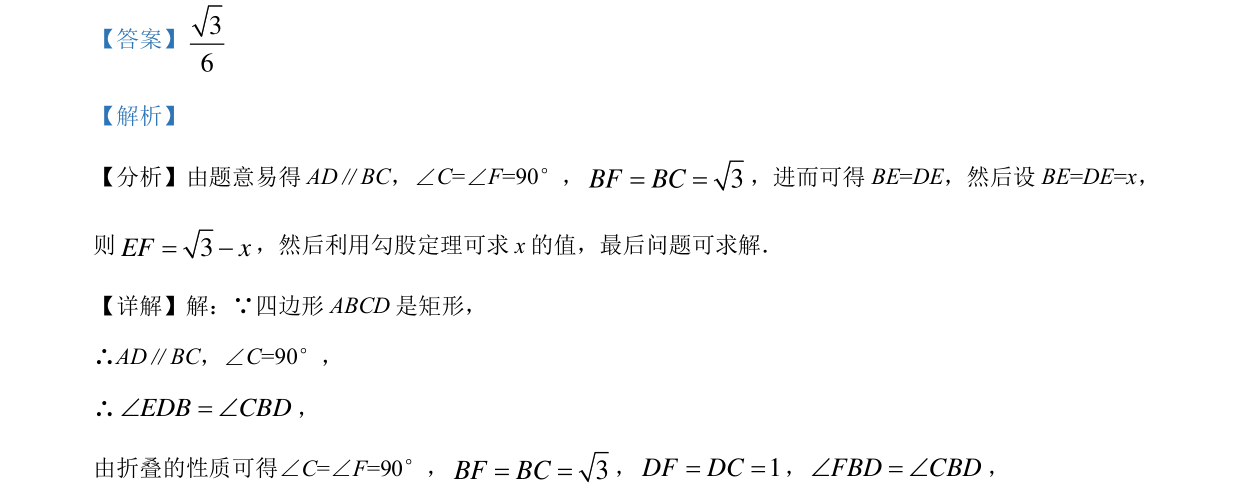 【答案】√3/6
【解析】
【分析】由题意易得 AD∥BC，∠C=∠F=90°，BF = BC = √3，进而可得 BE=DE，然后设 BE=DE=x，
则 EF = √3 − x，然后利用勾股定理可求 x 的值，最后问题可求解．
【详解】解：∵四边形 ABCD 是矩形，
∴AD∥BC，∠C=90°，
∴∠EDB = ∠CBD，
由折叠的性质可得∠C=∠F=90°，BF = BC = √3，DF = DC =1，∠FBD = ∠CBD，